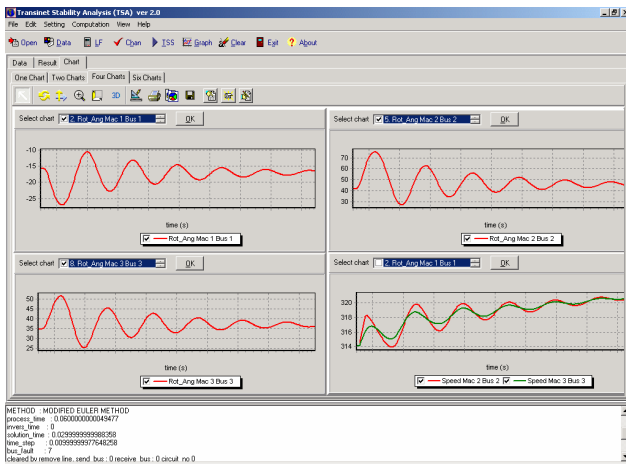 Transinet Stability Analysis (TSA) ver 2.0
File Edit Setting Computation View Help
Open Data LF Chan TSS Graph Clear Exit About
Data Result Chart
One Chart Two Charts Four Charts Six Charts
3D
Select chart 2. Rot_Ang Mac 1 Bus 1 OK
-10
-15
-20
-25
time (s)
Rot_Ang Mac 1 Bus 1
Select chart 5. Rot_Ang Mac 2 Bus 2 OK
70
60
50
40
30
time (s)
Rot_Ang Mac 2 Bus 2
Select chart 8. Rot_Ang Mac 3 Bus 3 OK
50
45
40
35
30
25
time (s)
Rot_Ang Mac 3 Bus 3
Select chart 2. Rot_Ang Mac 1 Bus 1 OK
320
318
316
314
time (s)
Speed Mac 2 Bus 2 Speed Mac 3 Bus 3
METHOD : MODIFIED EULER METHOD
process_time : 0.0600000000049477
invers_time : 0
solution_time : 0.0299999999988358
time_step : 0.00999999977648258
bus_fault : 7
cleared by remove line, send bus : 0 receive bus : 0 circuit no 0